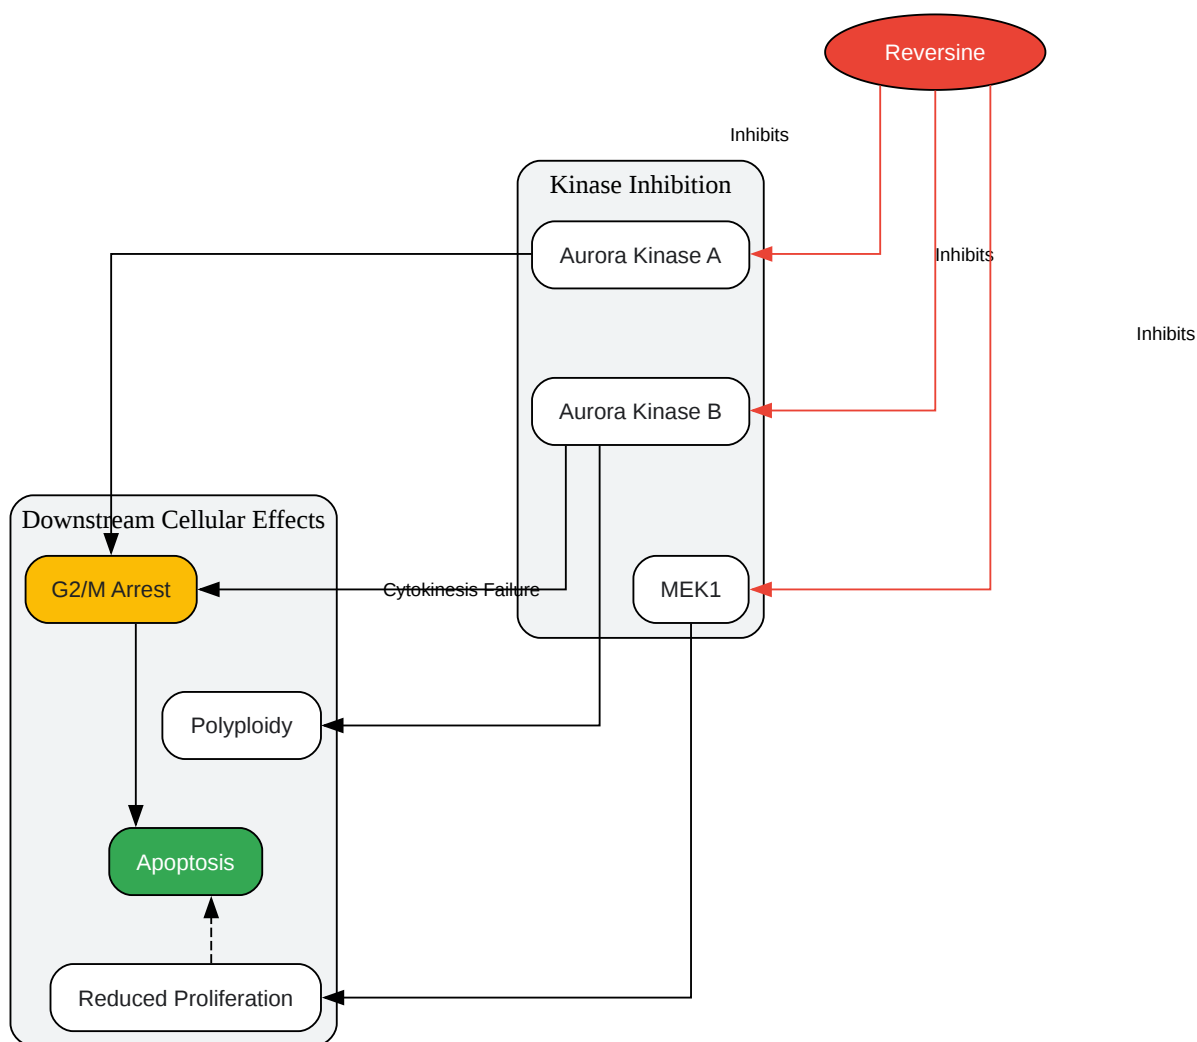 Reversine
Inhibits
Kinase Inhibition
Aurora Kinase A
Inhibits
Inhibits
Aurora Kinase B
Downstream Cellular Effects
G2/M Arrest
Cytokinesis Failure
MEK1
Polyploidy
Apoptosis
Reduced Proliferation